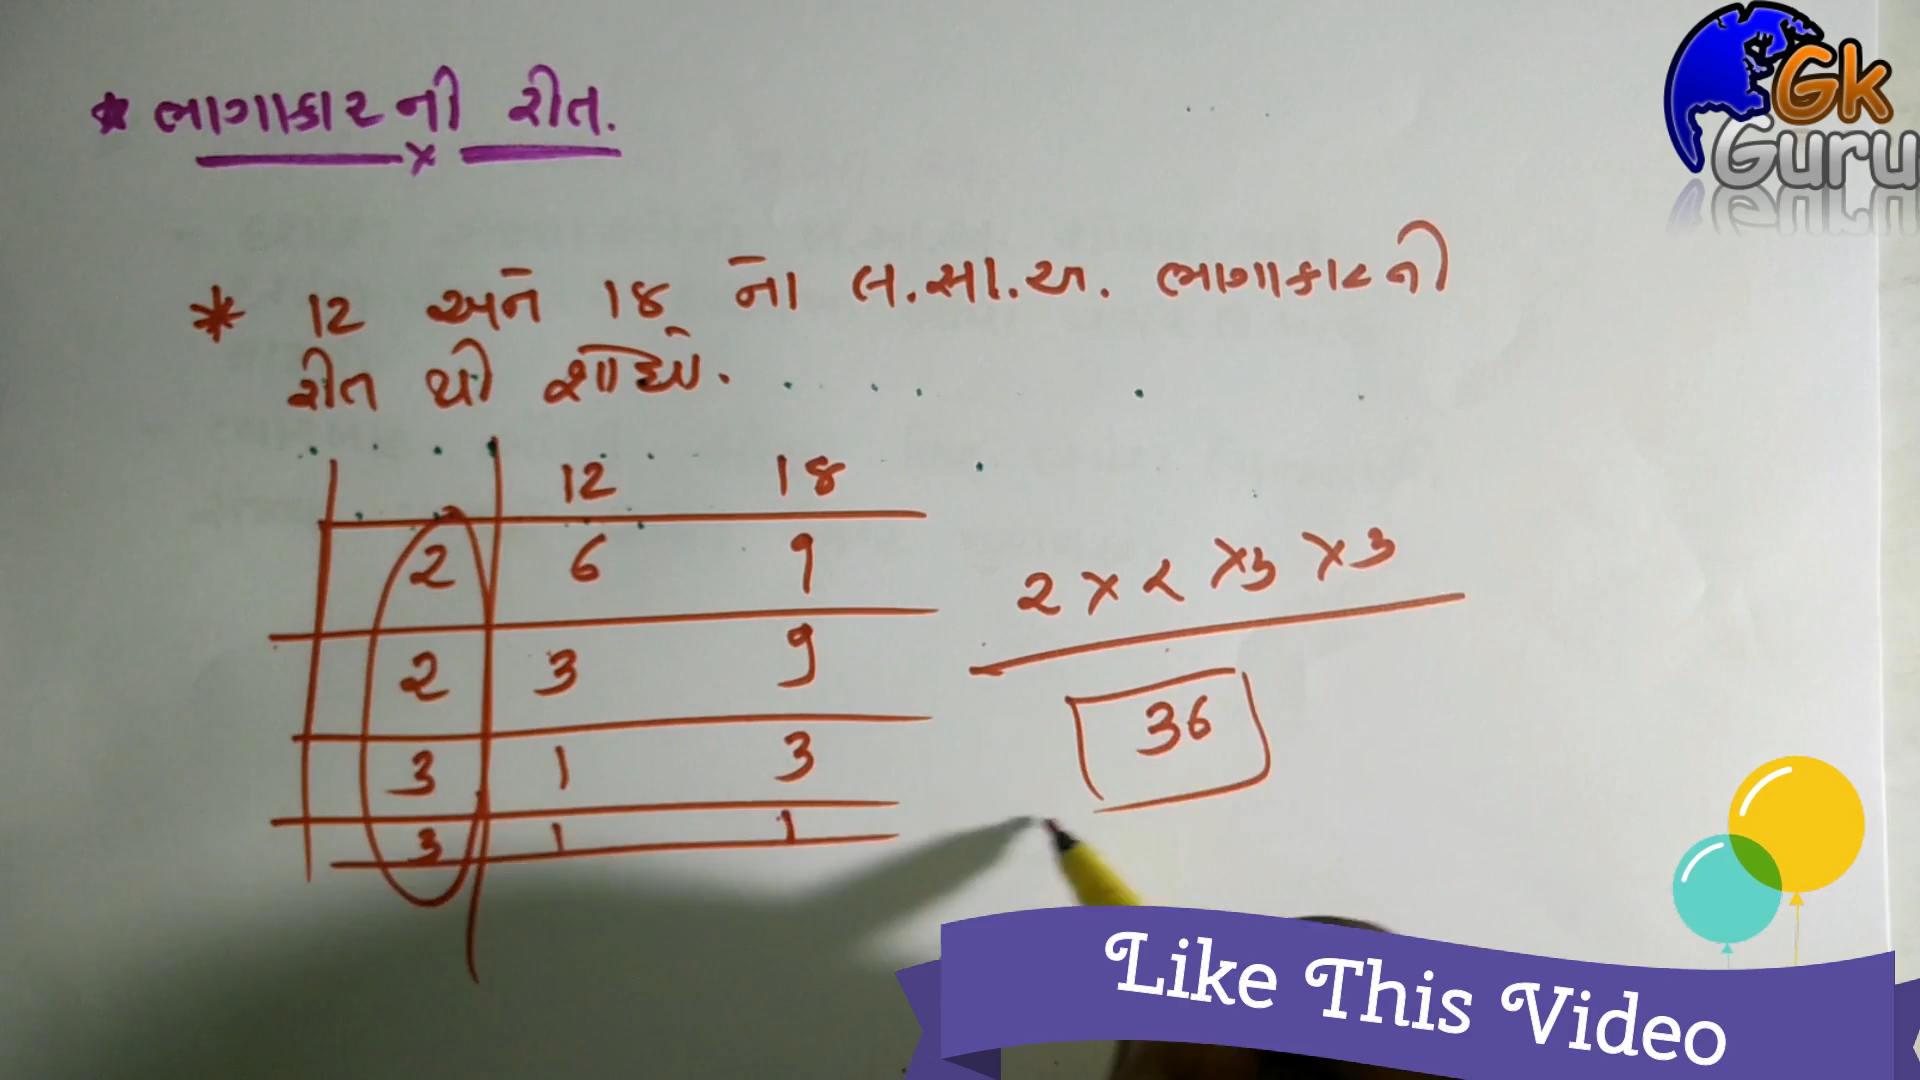 * ભાગાકારની રીત.
* 12 અને 18 ના લ.સા.અ. ભાગાકારની
રીત થી શોધો.
12 18
2 6 9
2 3 9
3 1 3
3 1 1
2 × 2 × 3 × 3
36
Gk
Guru
Like This Video